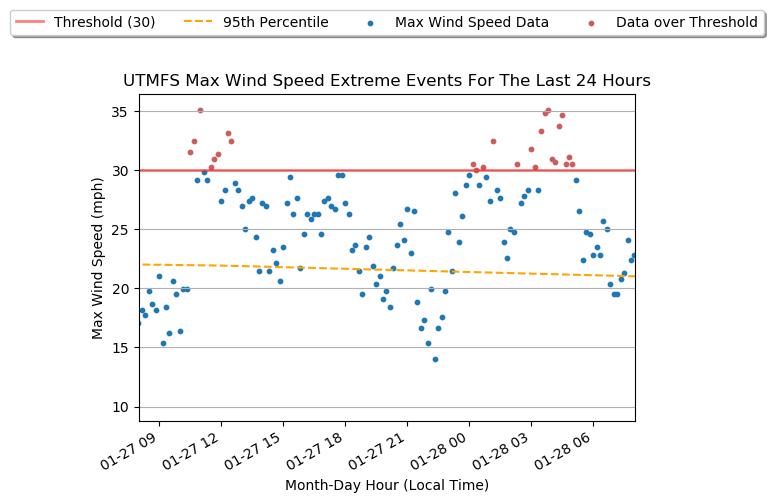 Threshold (30) 95th Percentile Max Wind Speed Data Data over Threshold
UTMFS Max Wind Speed Extreme Events For The Last 24 Hours
Max Wind Speed (mph)
35
30
25
20
15
10
01-27 09 01-27 12 01-27 15 01-27 18 01-27 21 01-28 00 01-28 03 01-28 06
Month-Day Hour (Local Time)